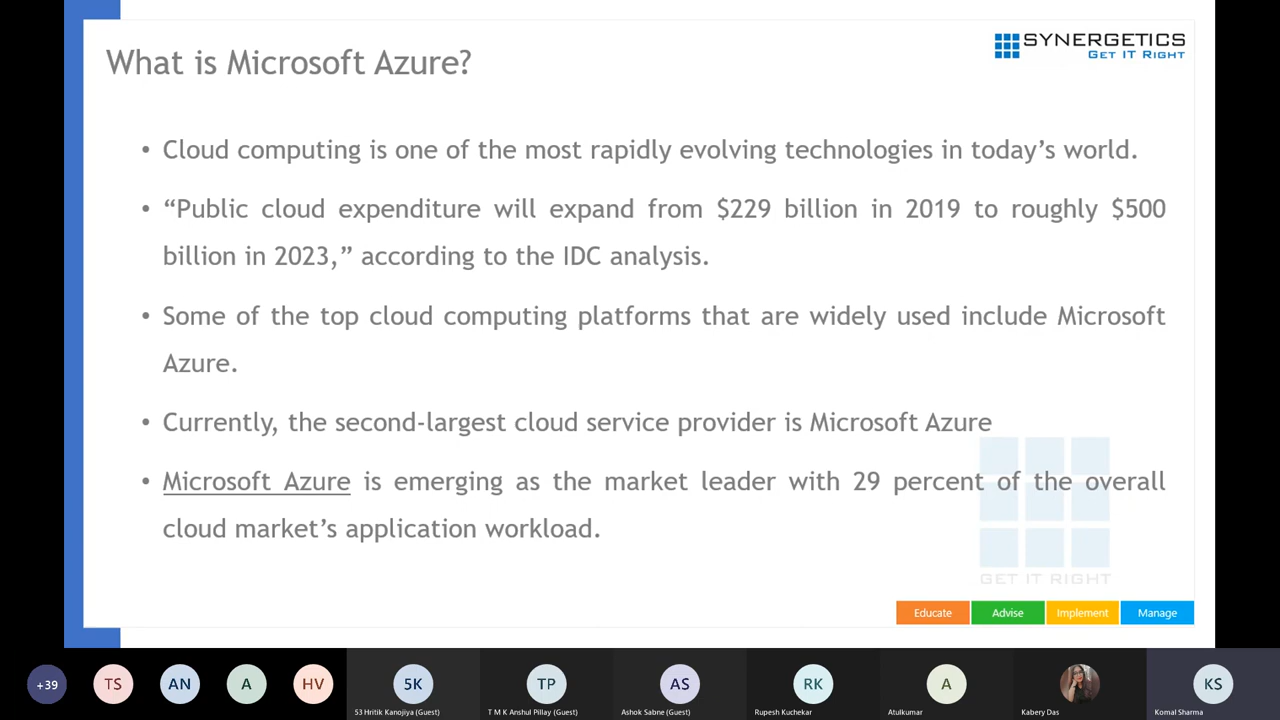 What is Microsoft Azure?
SYNERGETICS
GET IT RIGHT
• Cloud computing is one of the most rapidly evolving technologies in today’s world.
• “Public cloud expenditure will expand from $229 billion in 2019 to roughly $500
billion in 2023,” according to the IDC analysis.
• Some of the top cloud computing platforms that are widely used include Microsoft
Azure.
• Currently, the second-largest cloud service provider is Microsoft Azure
• Microsoft Azure is emerging as the market leader with 29 percent of the overall
cloud market’s application workload.
GET IT RIGHT
Educate Advise Implement Manage
+39 TS AN A HV 5K TP AS RK A KS
53 Hritik Kanojiya (Guest) T M K Anshul Pillay (Guest) Ashok Sabne (Guest) Rupesh Kuchekar Atulkumar Kabery Das Komal Sharma